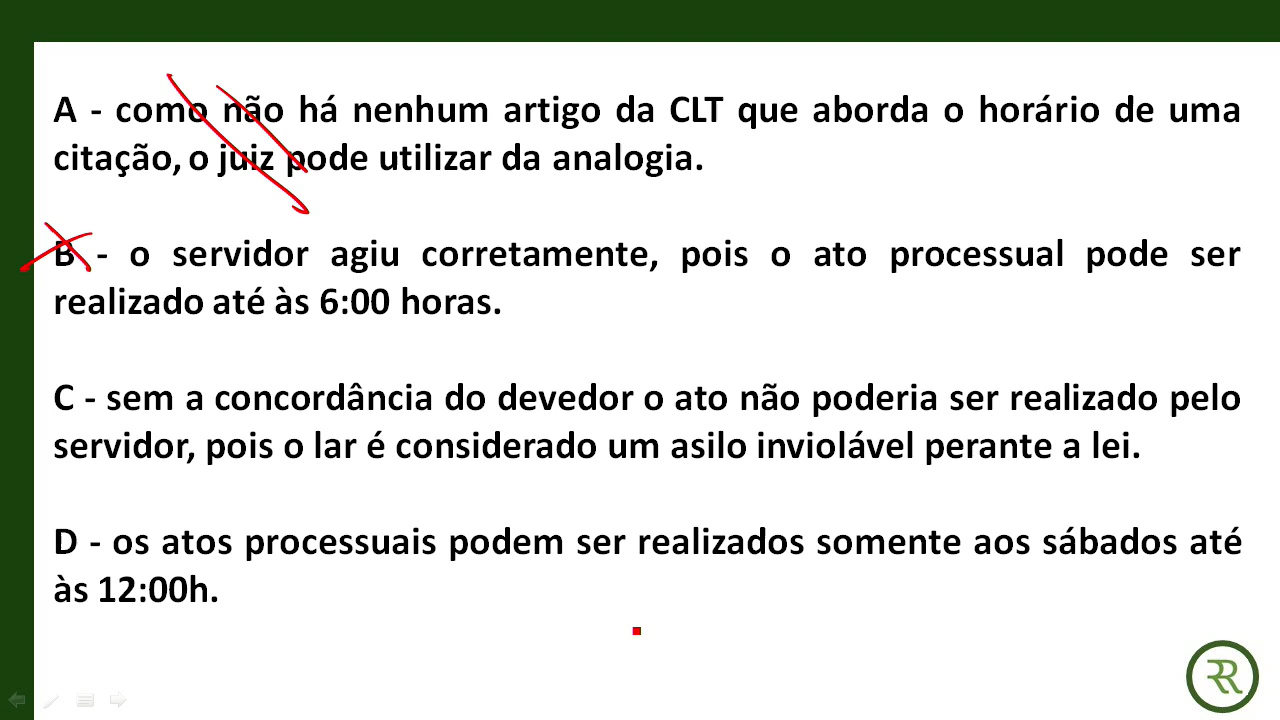 A - como não há nenhum artigo da CLT que aborda o horário de uma
citação, o juiz pode utilizar da analogia.
B - o servidor agiu corretamente, pois o ato processual pode ser
realizado até às 6:00 horas.
C - sem a concordância do devedor o ato não poderia ser realizado pelo
servidor, pois o lar é considerado um asilo inviolável perante a lei.
D - os atos processuais podem ser realizados somente aos sábados até
às 12:00h.